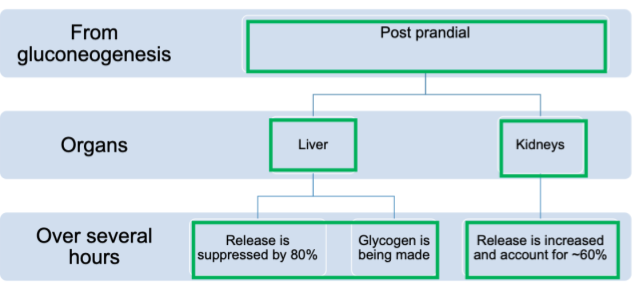 From
gluconeogenesis
Post prandial
Organs
Liver
Kidneys
Over several
hours
Release is
suppressed by 80%
Glycogen is
being made
Release is increased
and account for ~60%